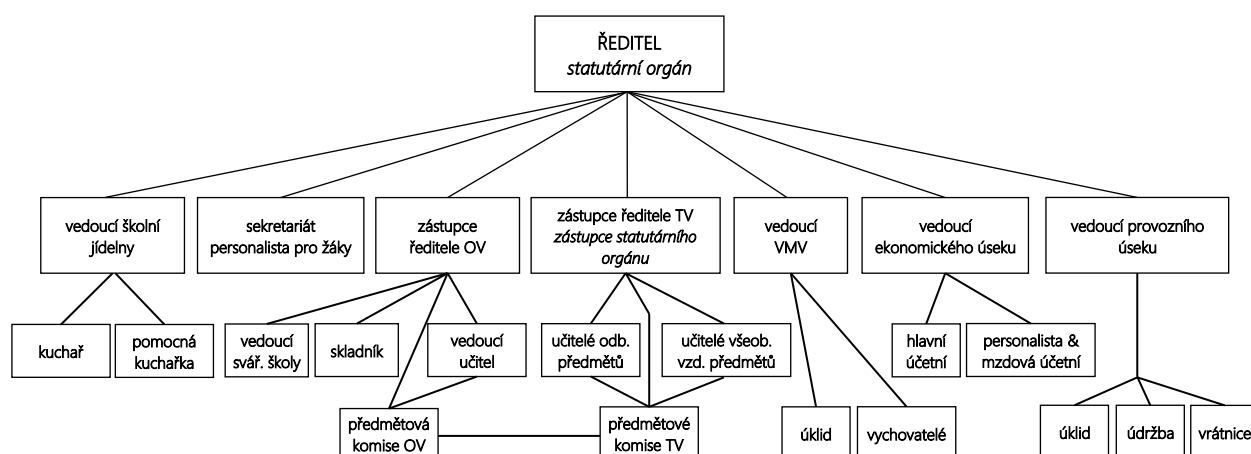 ŘEDITEL
statutární orgán
vedoucí školní
jídelny
sekretariát
personalista pro žáky
zástupce
ředitele OV
zástupce ředitele TV
zástupce statutárního
orgánu
vedoucí
VMV
vedoucí
ekonomického úseku
vedoucí provozního
úseku
kuchař
pomocná
kuchařka
vedoucí
svář. školy
skladník
vedoucí
učitel
učitelé odb.
předmětů
učitelé všeob.
vzd. předmětů
hlavní
účetní
personalista &
mzdová účetní
předmětová
komise OV
předmětové
komise TV
úklid
vychovatelé
úklid
údržba
vrátnice